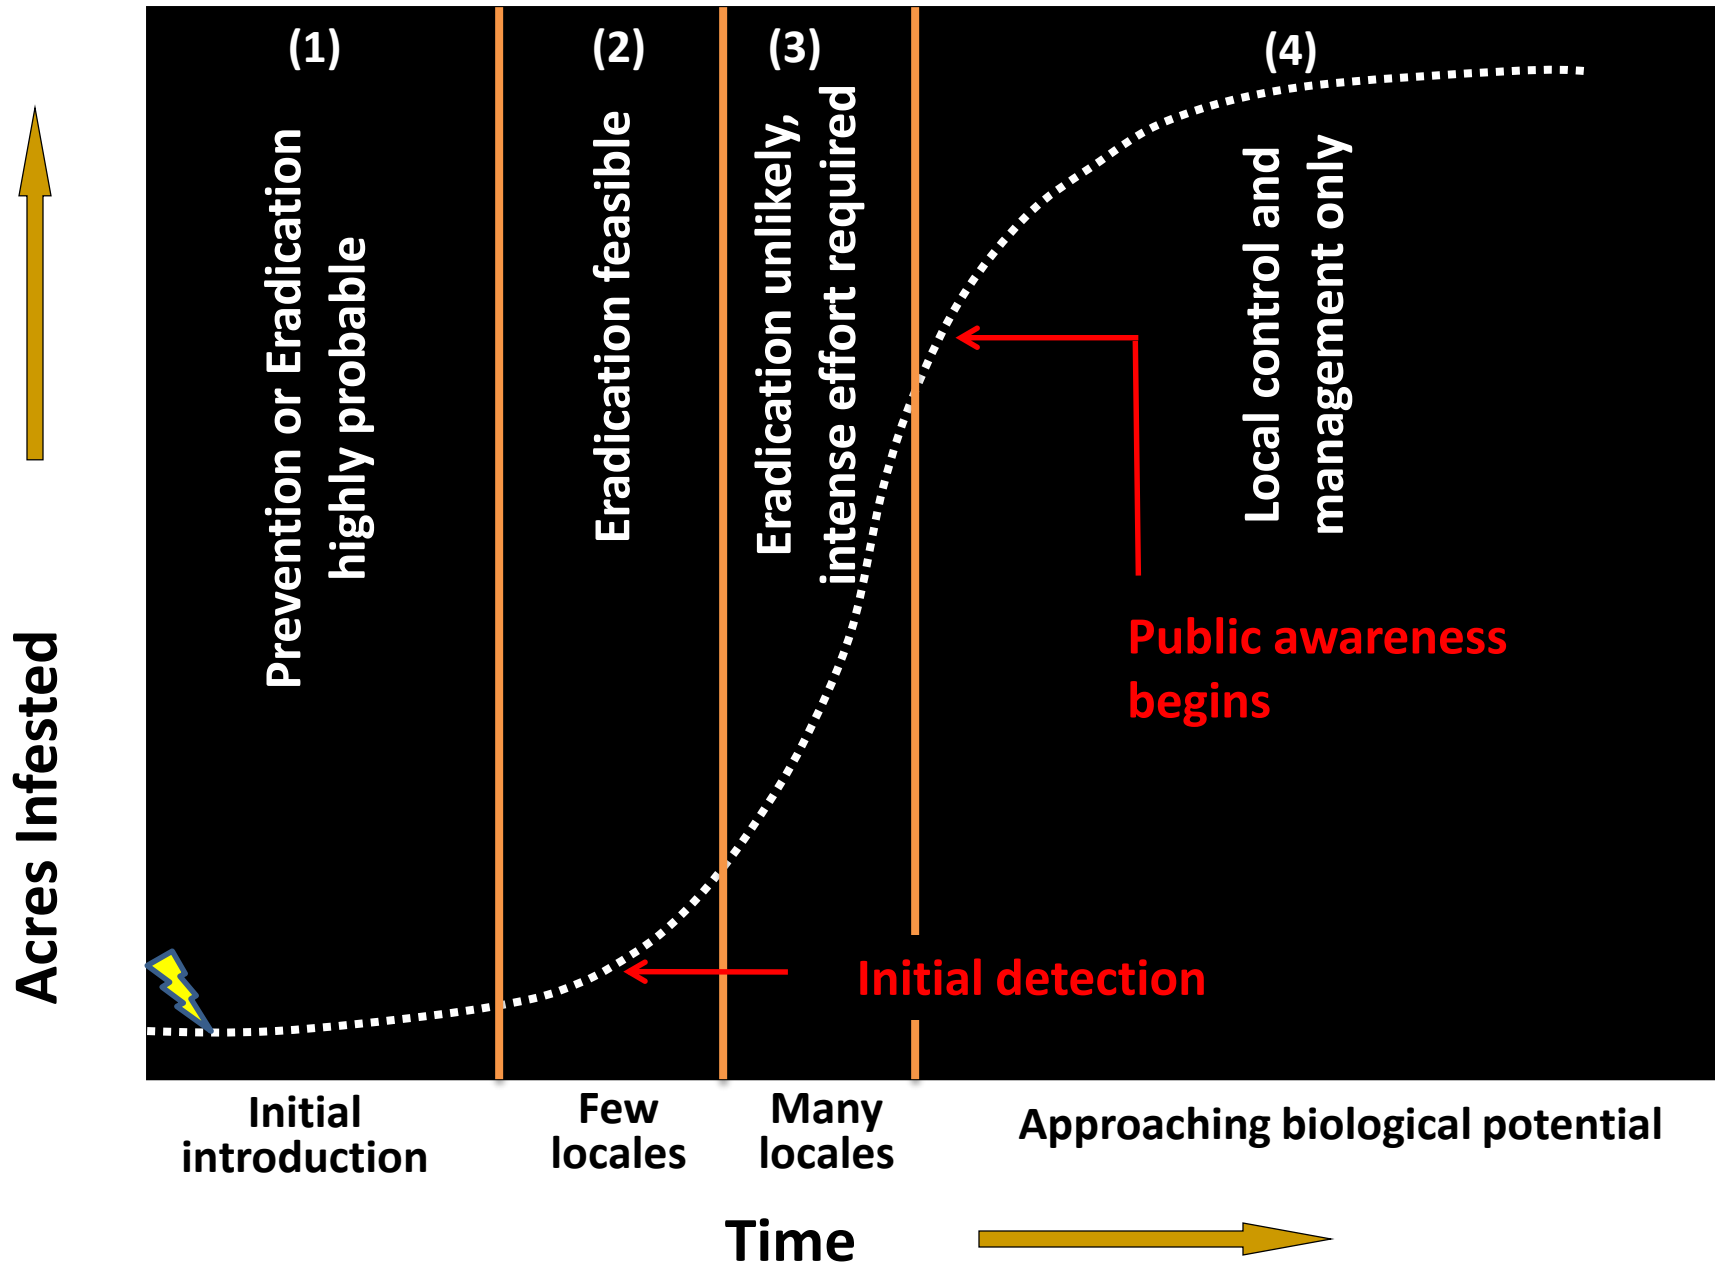 (1)
(2)
(3)
(4)
Prevention or Eradication
highly probable
Eradication feasible
Eradication unlikely,
intense effort required
Local control and
management only
Public awareness
begins
Initial detection
Acres Infested
Initial
introduction
Few
locales
Many
locales
Approaching biological potential
Time